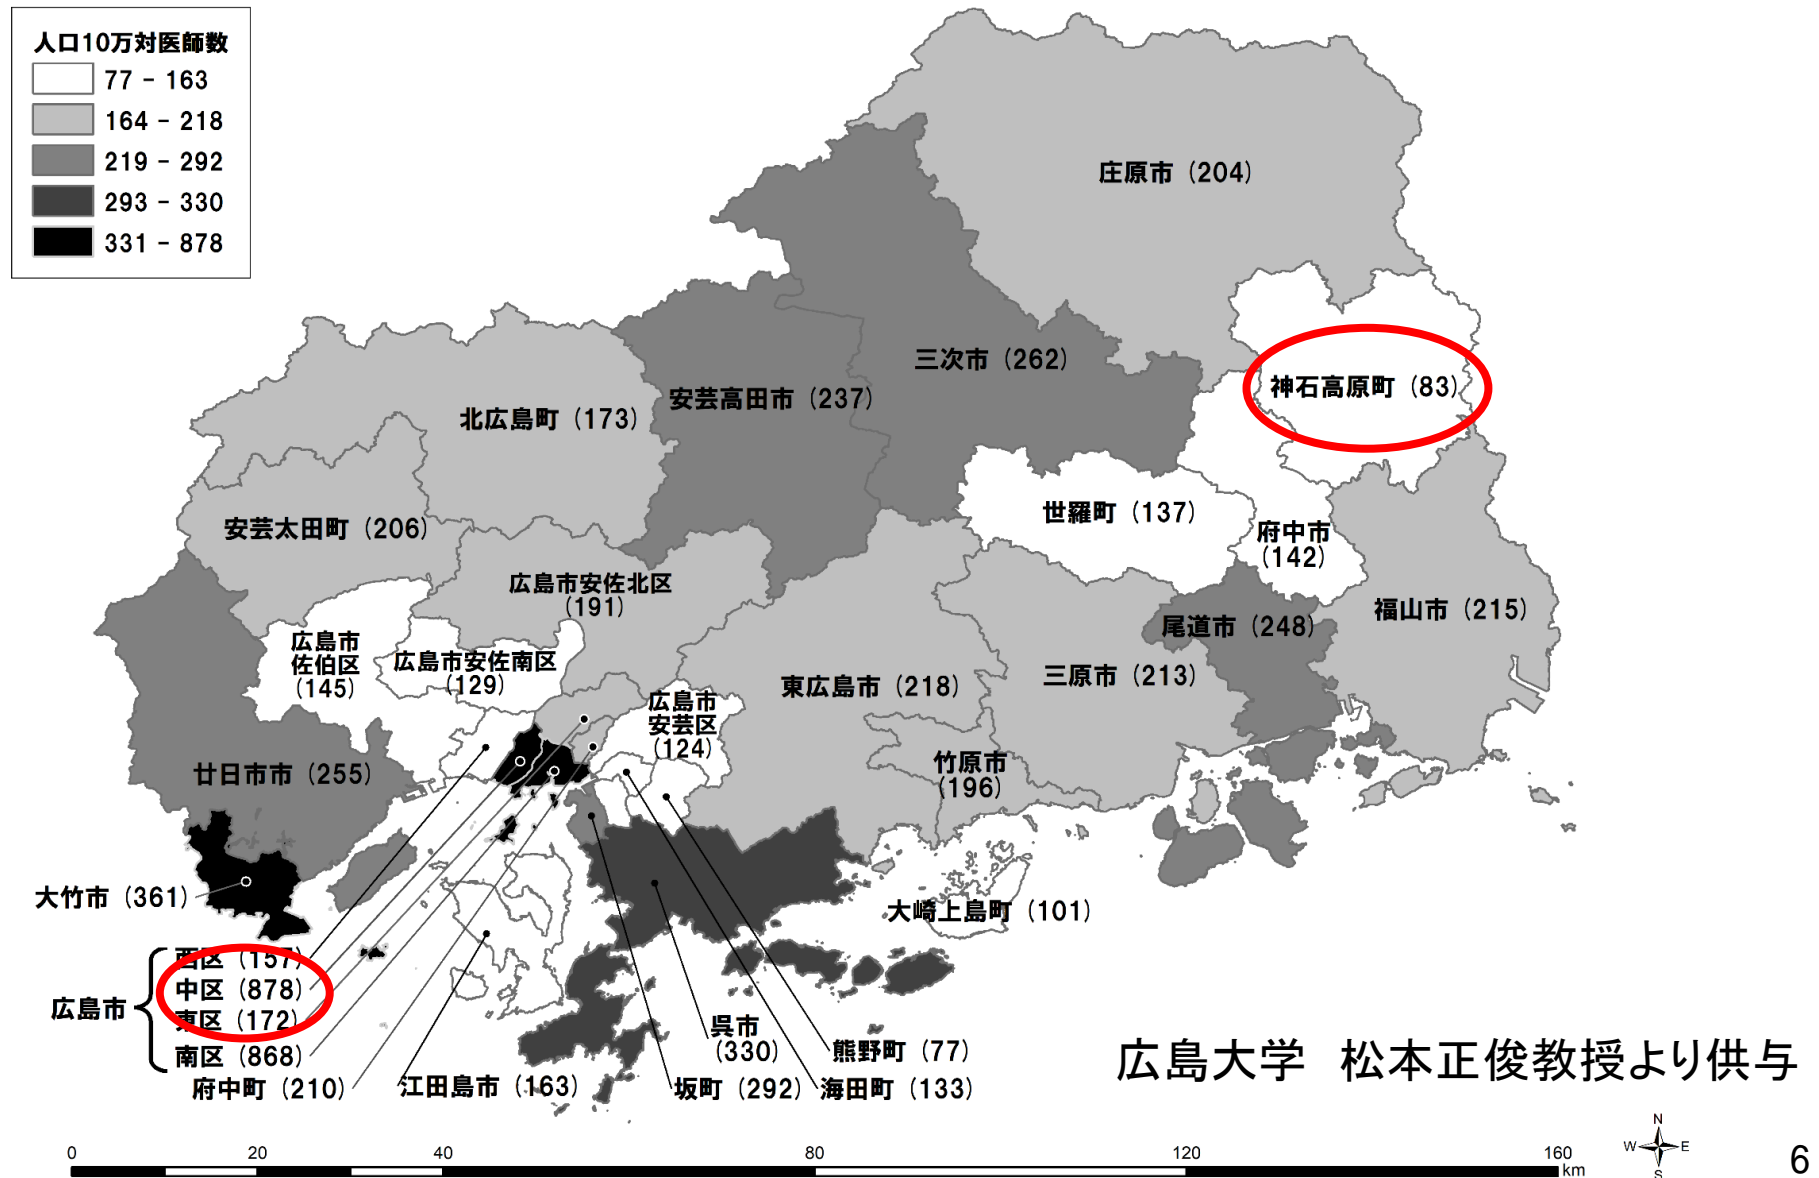 人口10万対医師数
77 - 163
164 - 218
219 - 292
293 - 330
331 - 878
庄原市 (204)
三次市 (262)
神石高原町 (83)
安芸高田市 (237)
北広島町 (173)
世羅町 (137)
安芸太田町 (206)
府中市
(142)
広島市安佐北区
(191)
福山市 (215)
尾道市 (248)
広島市
佐伯区
(145)
広島市安佐南区
(129)
三原市 (213)
東広島市 (218)
広島市
安芸区
(124)
廿日市市 (255)
竹原市
(196)
大竹市 (361)
大崎上島町 (101)
広島市
西区 (157)
中区 (878)
東区 (172)
南区 (868)
府中町 (210)
江田島市 (163)
呉市
(330)
熊野町 (77)
坂町 (292)
海田町 (133)
広島大学　松本正俊教授より供与
0 20 40 80 120 160
km
N
W E
S
6